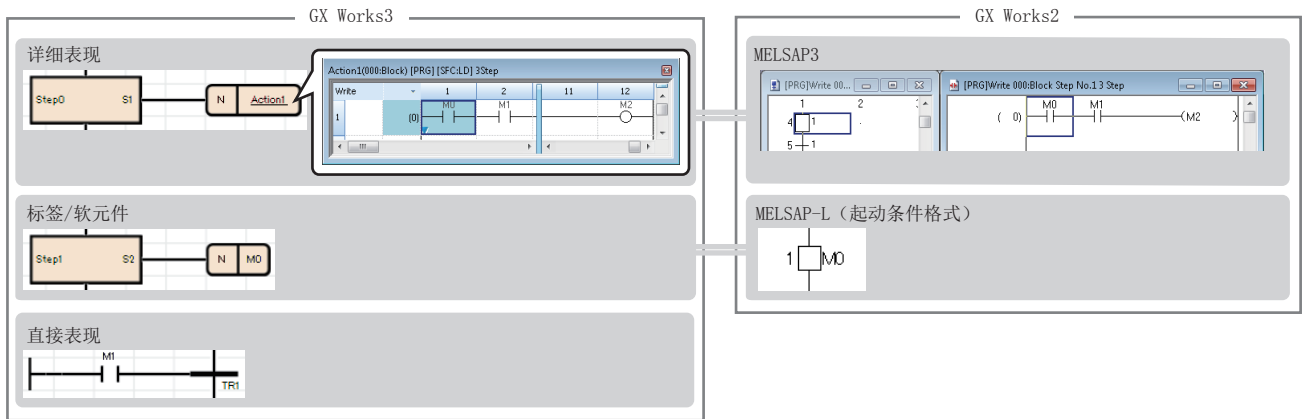 GX Works3
详细表现
Step0 S1 N Action1
Action1(000:Block) [PRG] [SFC:LD] 3Step
Write 1 2 11 12
M0 M1 M2
1 (0)
标签/软元件
Step1 S2 N M0
直接表现
M1
TR1
GX Works2
MELSAP3
[PRG]Write 00...
1 2
4 1
5 1
[PRG]Write 000:Block Step No.1 3 Step
M0 M1
( 0) (M2 )
MELSAP-L（起动条件格式）
1 M0